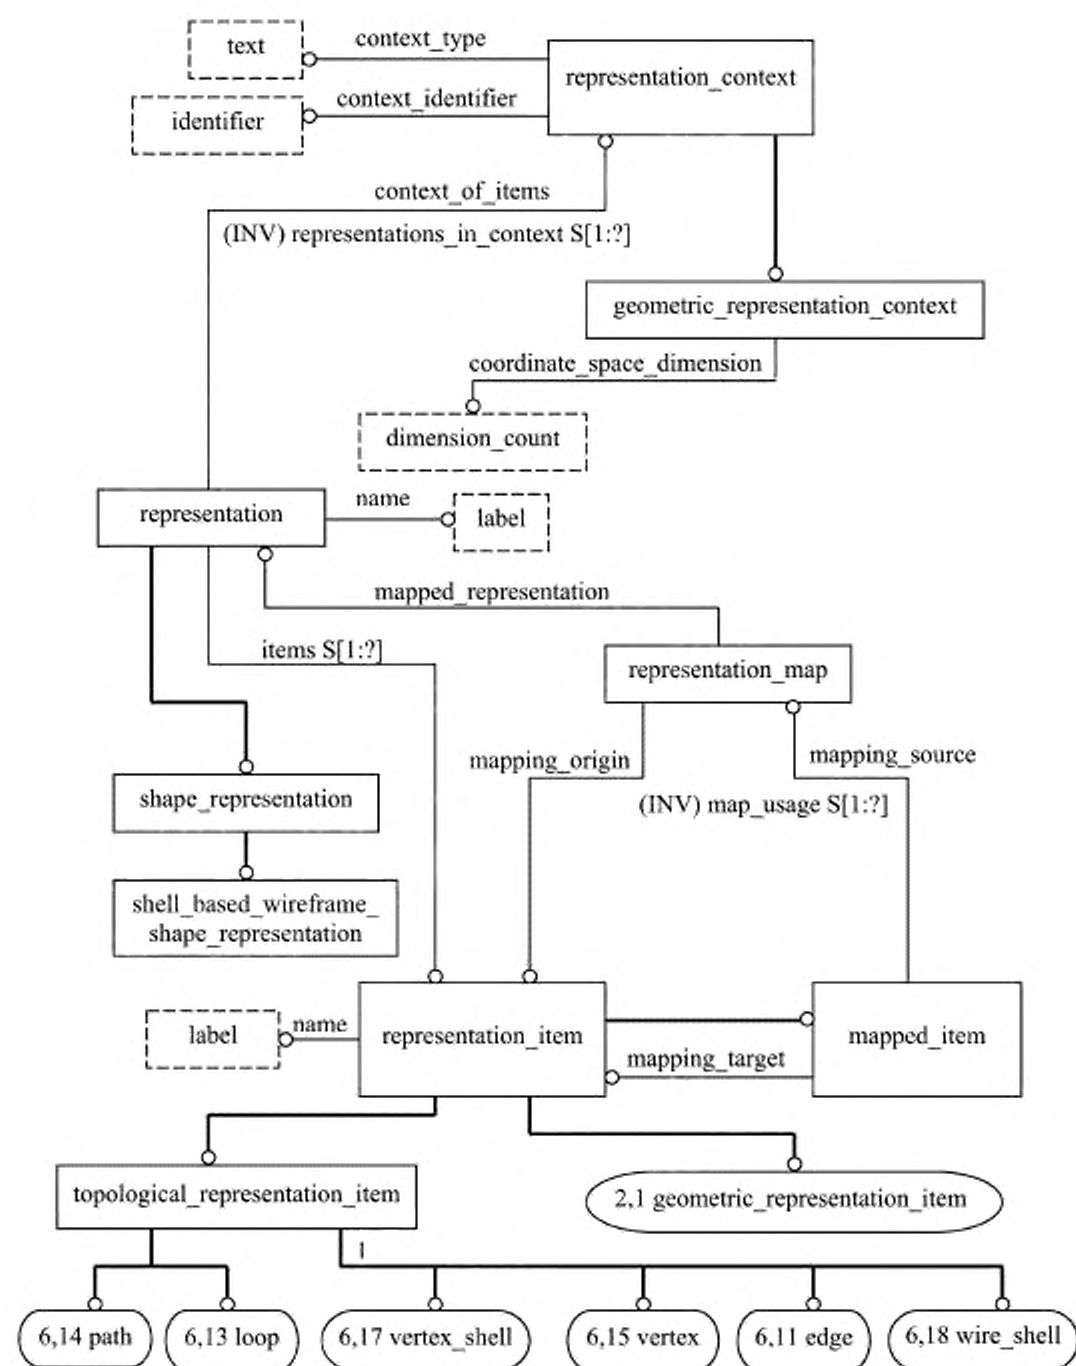 context_type
text
representation_context
context_identifier
identifier
context_of_items
(INV) representations_in_context S[1:?]
geometric_representation_context
coordinate_space_dimension
dimension_count
name
representation
label
mapped_representation
items S[1:?]
representation_map
mapping_origin
mapping_source
shape_representation
(INV) map_usage S[1:?]
shell_based_wireframe_
shape_representation
label
name
representation_item
mapped_item
mapping_target
topological_representation_item
2,1 geometric_representation_item
1
6,14 path
6,13 loop
6,17 vertex_shell
6,15 vertex
6,11 edge
6,18 wire_shell